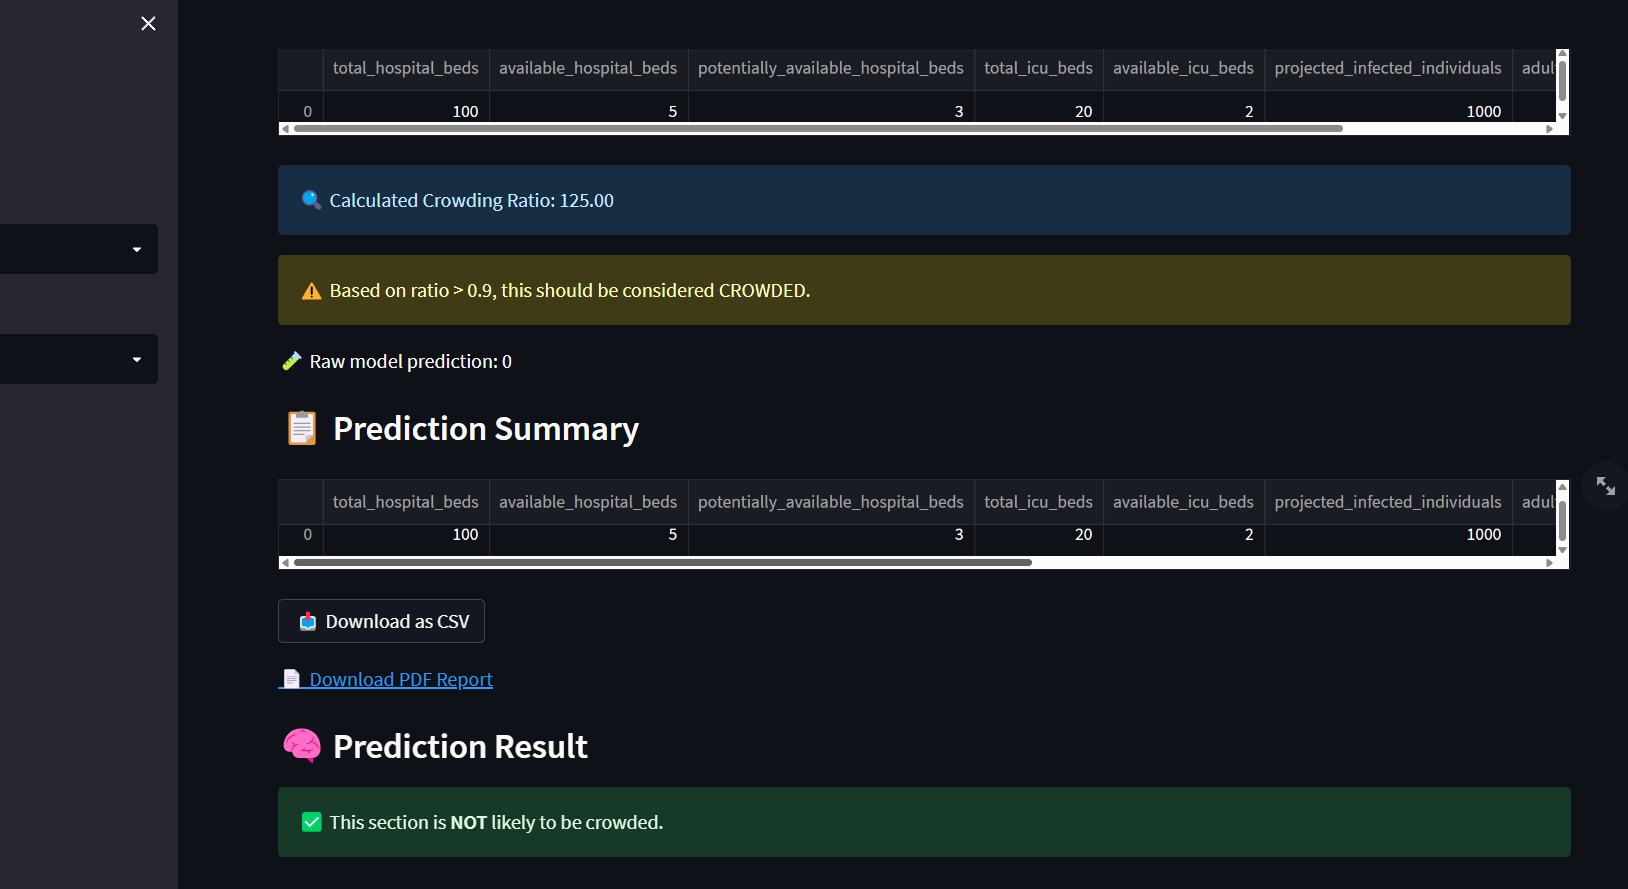 total_hospital_beds available_hospital_beds potentially_available_hospital_beds total_icu_beds available_icu_beds projected_infected_individuals adul
0 100 5 3 20 2 1000
🔍 Calculated Crowding Ratio: 125.00
⚠️ Based on ratio > 0.9, this should be considered CROWDED.
🧪 Raw model prediction: 0
📋 Prediction Summary
total_hospital_beds available_hospital_beds potentially_available_hospital_beds total_icu_beds available_icu_beds projected_infected_individuals adul
0 100 5 3 20 2 1000
📥 Download as CSV
📄 Download PDF Report
🧠 Prediction Result
✅ This section is NOT likely to be crowded.